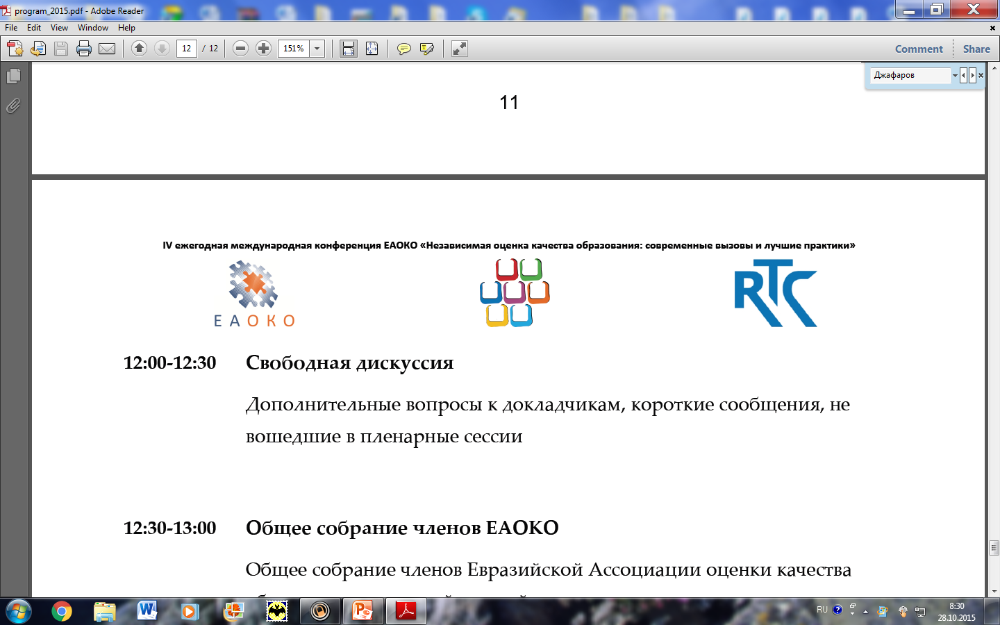 program_2015.pdf - Adobe Reader
File Edit View Window Help
12 / 12 151% Comment Share
Джафаров
11
IV ежегодная международная конференция ЕАОКО «Независимая оценка качества образования: современные вызовы и лучшие практики»
ЕАОКО RTC
12:00-12:30 Свободная дискуссия
Дополнительные вопросы к докладчикам, короткие сообщения, не
вошедшие в пленарные сессии
12:30-13:00 Общее собрание членов ЕАОКО
Общее собрание членов Евразийской Ассоциации оценки качества
RU 8:30
28.10.2015